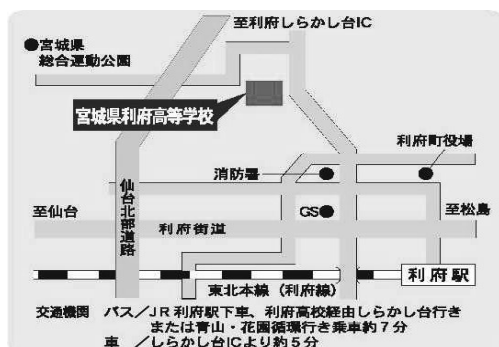 至利府しらかし台IC
●宮城県
総合運動公園
宮城県利府高等学校
利府町役場
消防署
仙台北部道路
GS
至仙台
利府街道
至松島
利府駅
東北本線（利府線）
交通機関 バス／JR利府駅下車、利府高校経由しらかし台行き
または青山・花園循環行き乗車約7分
車 ／しらかし台ICより約5分